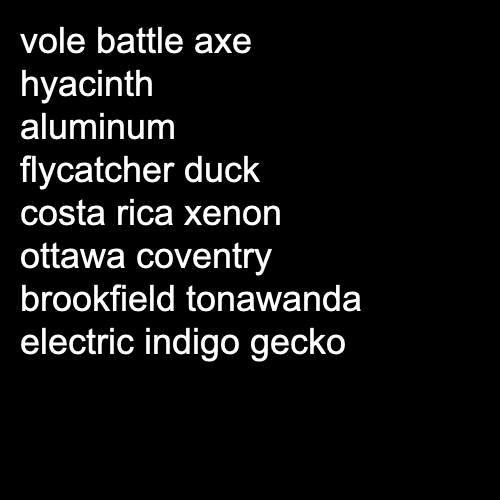 vole battle axe
hyacinth
aluminum
flycatcher duck
costa rica xenon
ottawa coventry
brookfield tonawanda
electric indigo gecko